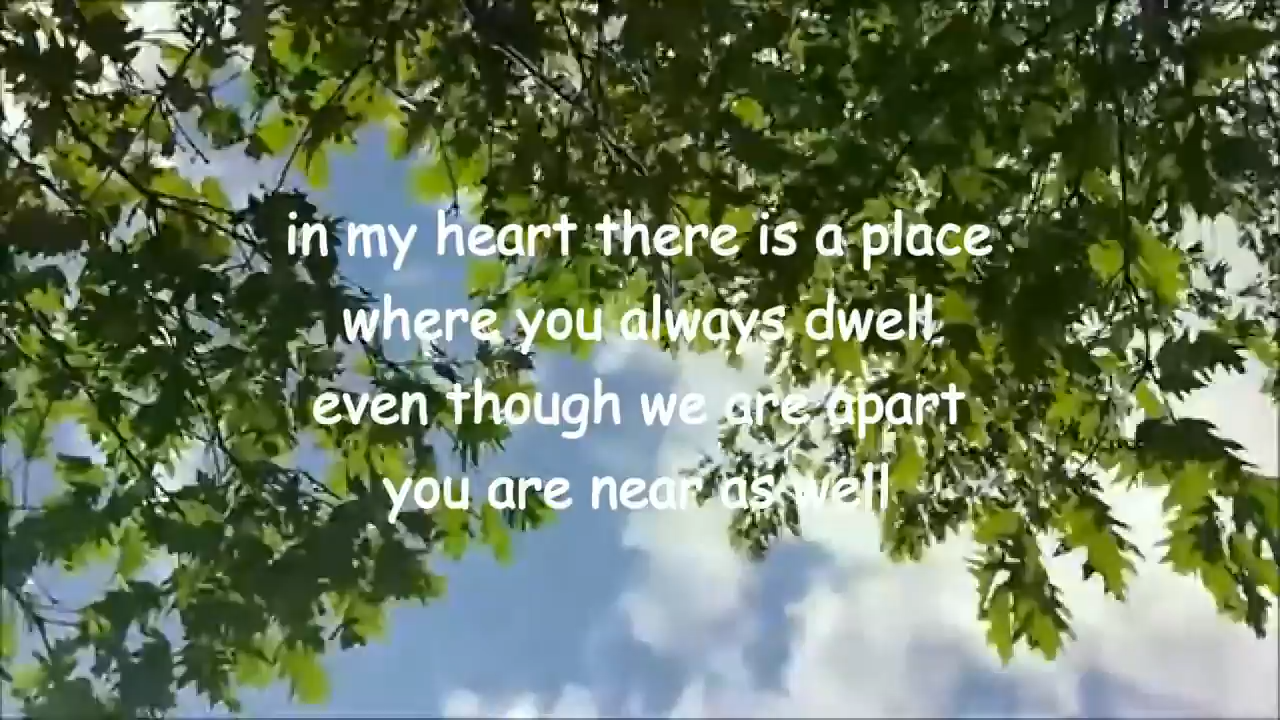 in my heart there is a place
where you always dwell,
even though we are apart
you are near as well